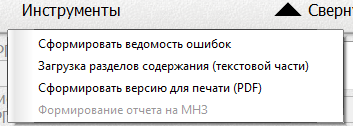 Инструменты
Сверн
Сформировать ведомость ошибок
Загрузка разделов содержания (текстовой части)
Сформировать версию для печати (PDF)
Формирование отчета на МНЗ